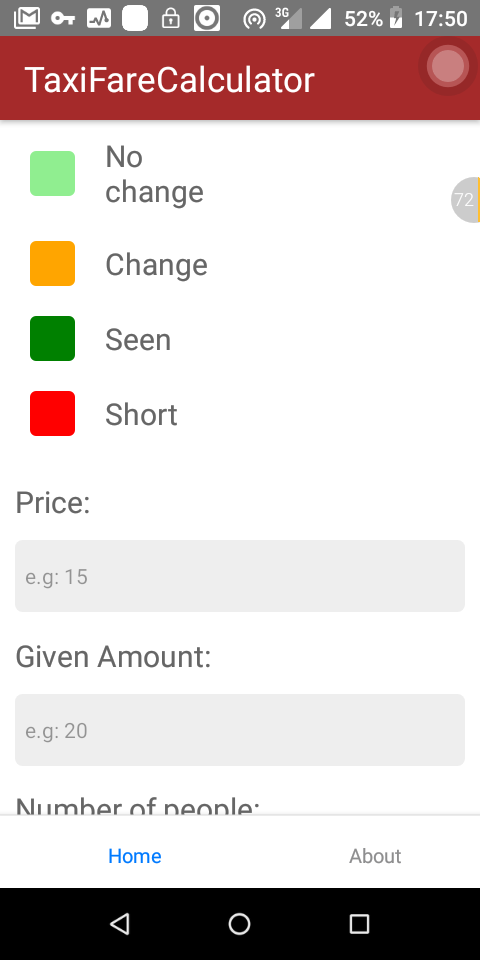 3G 52% 17:50
TaxiFareCalculator
No
change
72
Change
Seen
Short
Price:
e.g: 15
Given Amount:
e.g: 20
Number of people:
Home About